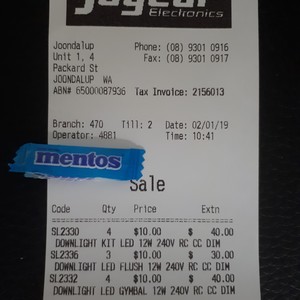 Jaycar
Electronics
Joondalup Phone: (08) 9301 0916
Unit 1, 4 Fax: (08) 9301 0917
Packard St
JOONDALUP WA
ABN# 65000087936 Tax Invoice: 2156013
Branch: 470 Till: 2 Date: 02/01/19
Operator: 4881 Time: 10:41
mentos
Sale
Code Qty Price Extn
SL2330 4 $10.00 $ 40.00
DOWNLIGHT KIT LED 12W 240V RC CC DIM
SL2336 3 $10.00 $ 30.00
DOWNLIGHT LED FLUSH 12W 240V RC CC DIM
SL2332 4 $10.00 $ 40.00
DOWNLIGHT LED GYMBAL 12W 240V RC CC DIM